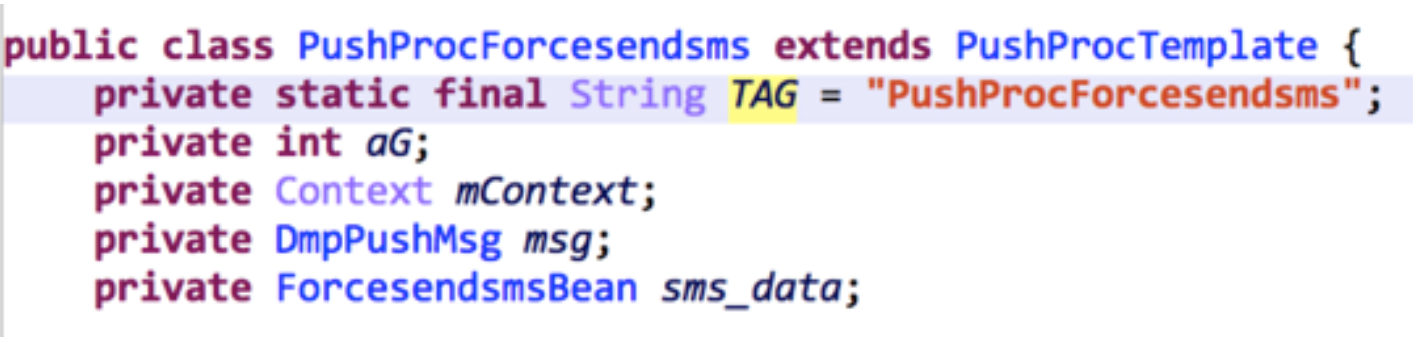 public class PushProcForcesendsms extends PushProcTemplate {
private static final String TAG = "PushProcForcesendsms";
private int aG;
private Context mContext;
private DmpPushMsg msg;
private ForcesendsmsBean sms_data;